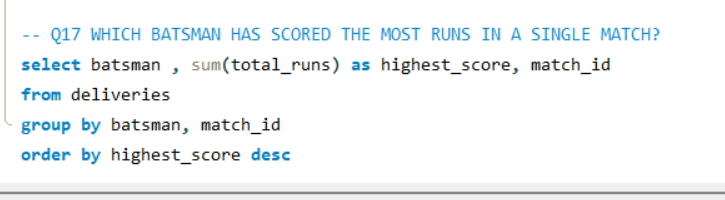 -- Q17 WHICH BATSMAN HAS SCORED THE MOST RUNS IN A SINGLE MATCH?
select batsman , sum(total_runs) as highest_score, match_id
from deliveries
group by batsman, match_id
order by highest_score desc